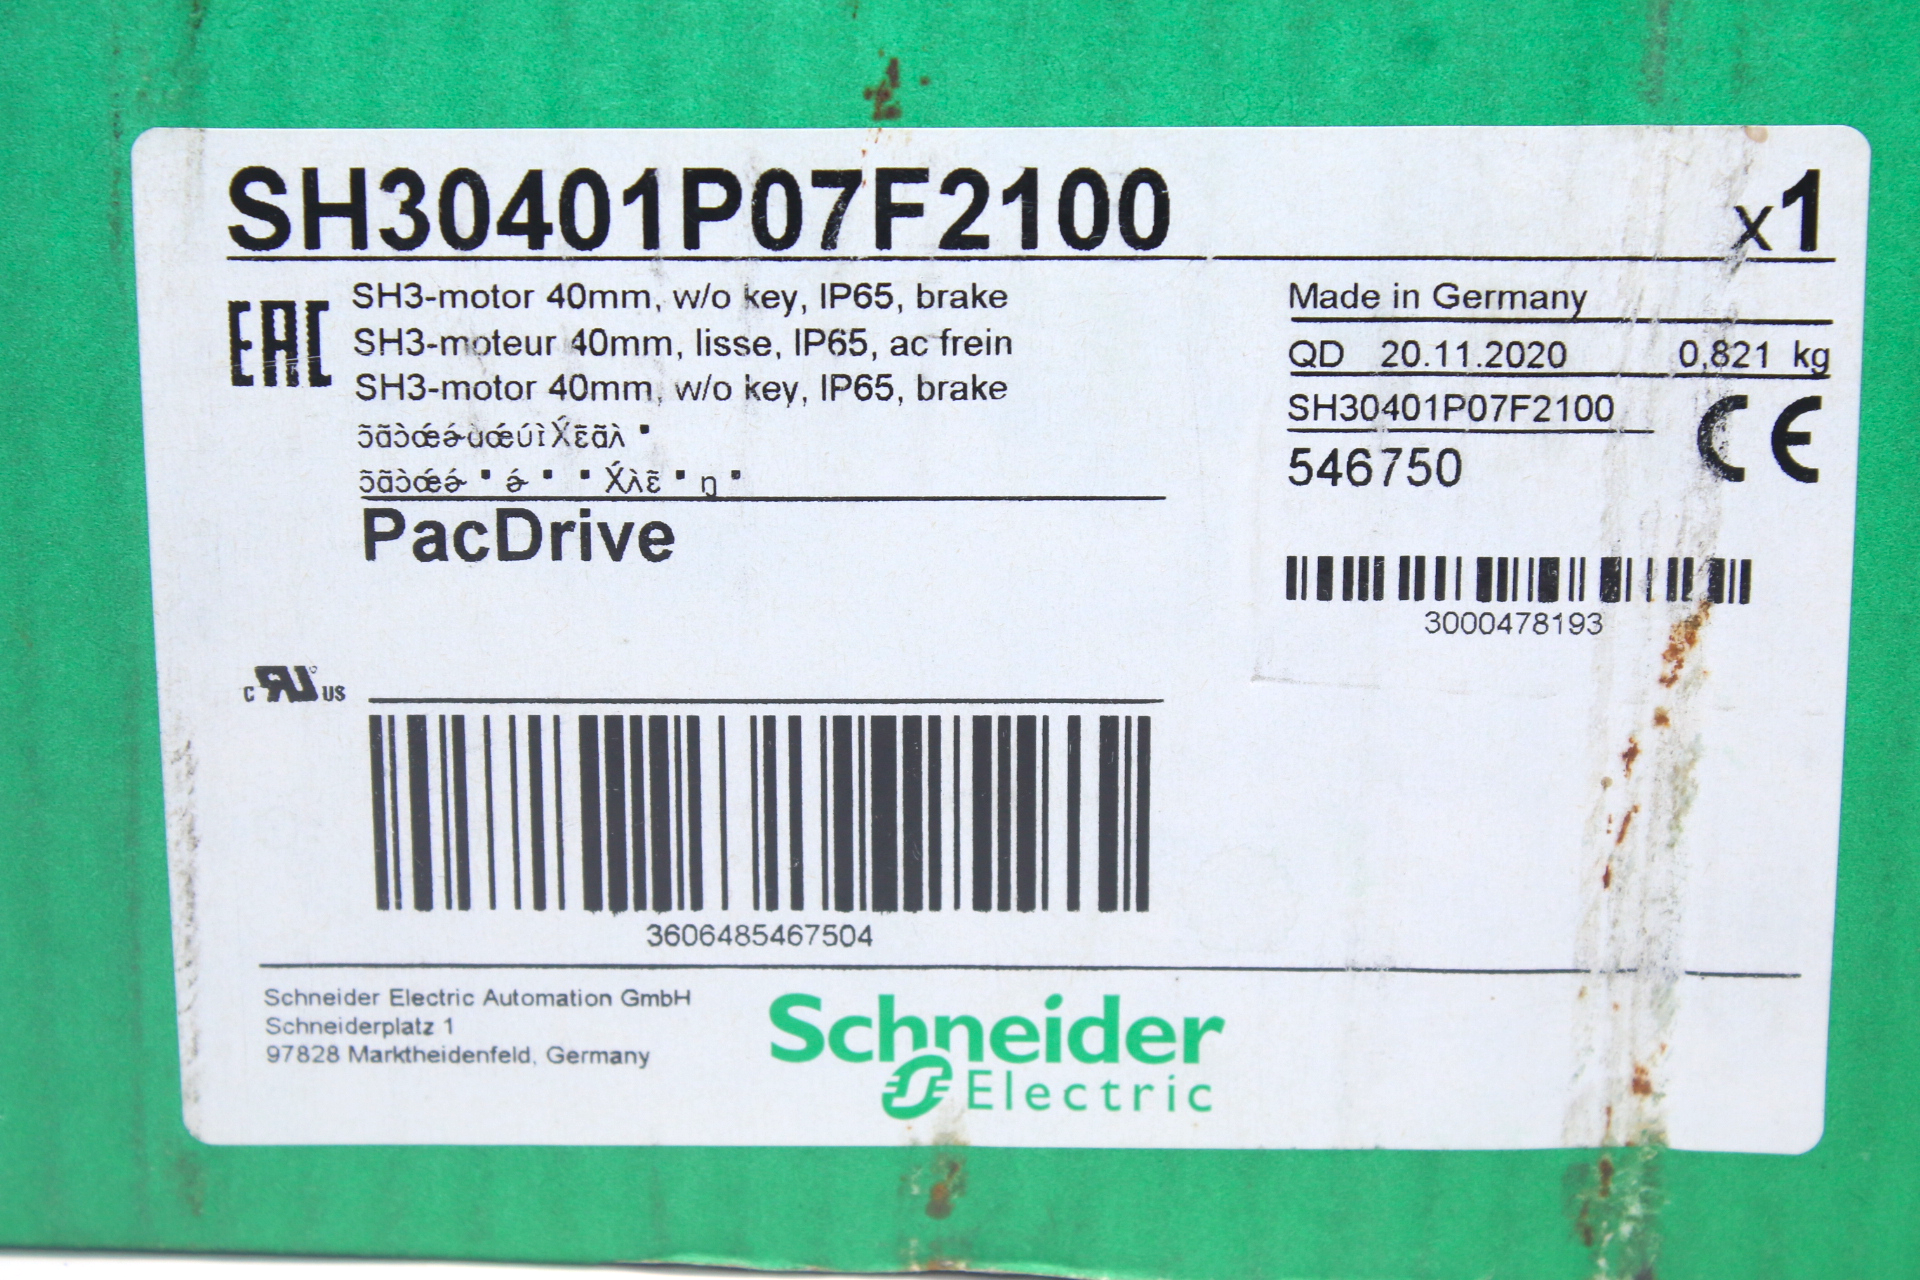 SH30401P07F2100 x1
EAC
SH3-motor 40mm, w/o key, IP65, brake
SH3-moteur 40mm, lisse, IP65, ac frein
SH3-motor 40mm, w/o key, IP65, brake
PacDrive
Made in Germany
QD 20.11.2020 0,821 kg
SH30401P07F2100
CE
546750
3000478193
c RU US
3606485467504
Schneider Electric Automation GmbH
Schneiderplatz 1
97828 Marktheidenfeld, Germany
Schneider
Electric